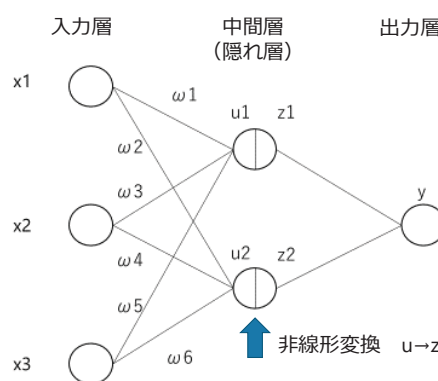 入力層 中間層 出力層
（隠れ層）
x1
ω1
u1 z1
ω2
ω3
y
x2
ω4
u2 z2
ω5
x3
ω6
非線形変換 u→z